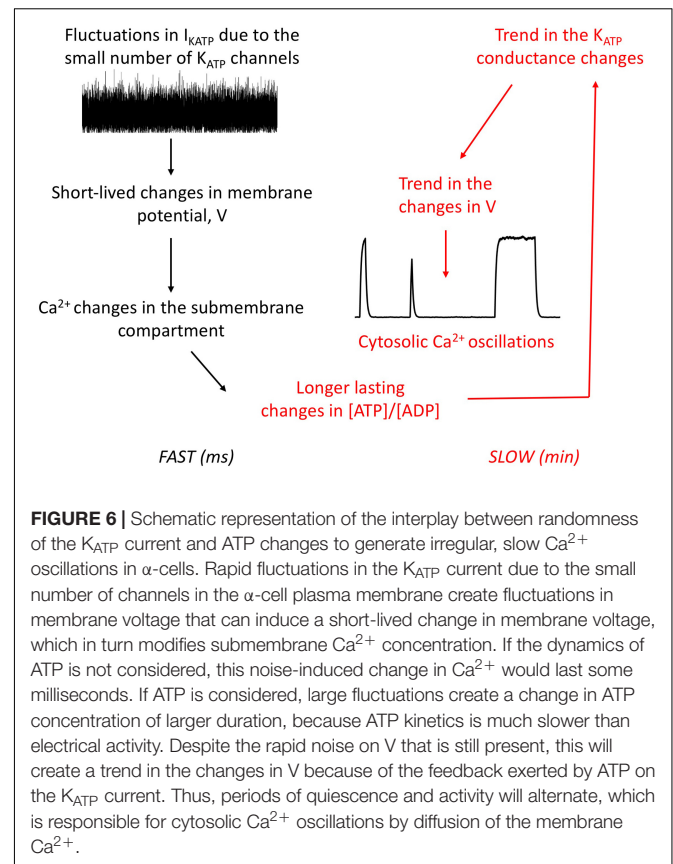 Fluctuations in I_KATP due to the
small number of K_ATP channels
Short-lived changes in membrane
potential, V
Ca²⁺ changes in the submembrane
compartment
Trend in the K_ATP
conductance changes
Trend in the
changes in V
Cytosolic Ca²⁺ oscillations
Longer lasting
changes in [ATP]/[ADP]
FAST (ms)
SLOW (min)
FIGURE 6 | Schematic representation of the interplay between randomness
of the K_ATP current and ATP changes to generate irregular, slow Ca²⁺
oscillations in α-cells. Rapid fluctuations in the K_ATP current due to the small
number of channels in the α-cell plasma membrane create fluctuations in
membrane voltage that can induce a short-lived change in membrane voltage,
which in turn modifies submembrane Ca²⁺ concentration. If the dynamics of
ATP is not considered, this noise-induced change in Ca²⁺ would last some
milliseconds. If ATP is considered, large fluctuations create a change in ATP
concentration of larger duration, because ATP kinetics is much slower than
electrical activity. Despite the rapid noise on V that is still present, this will
create a trend in the changes in V because of the feedback exerted by ATP on
the K_ATP current. Thus, periods of quiescence and activity will alternate, which
is responsible for cytosolic Ca²⁺ oscillations by diffusion of the membrane
Ca²⁺.